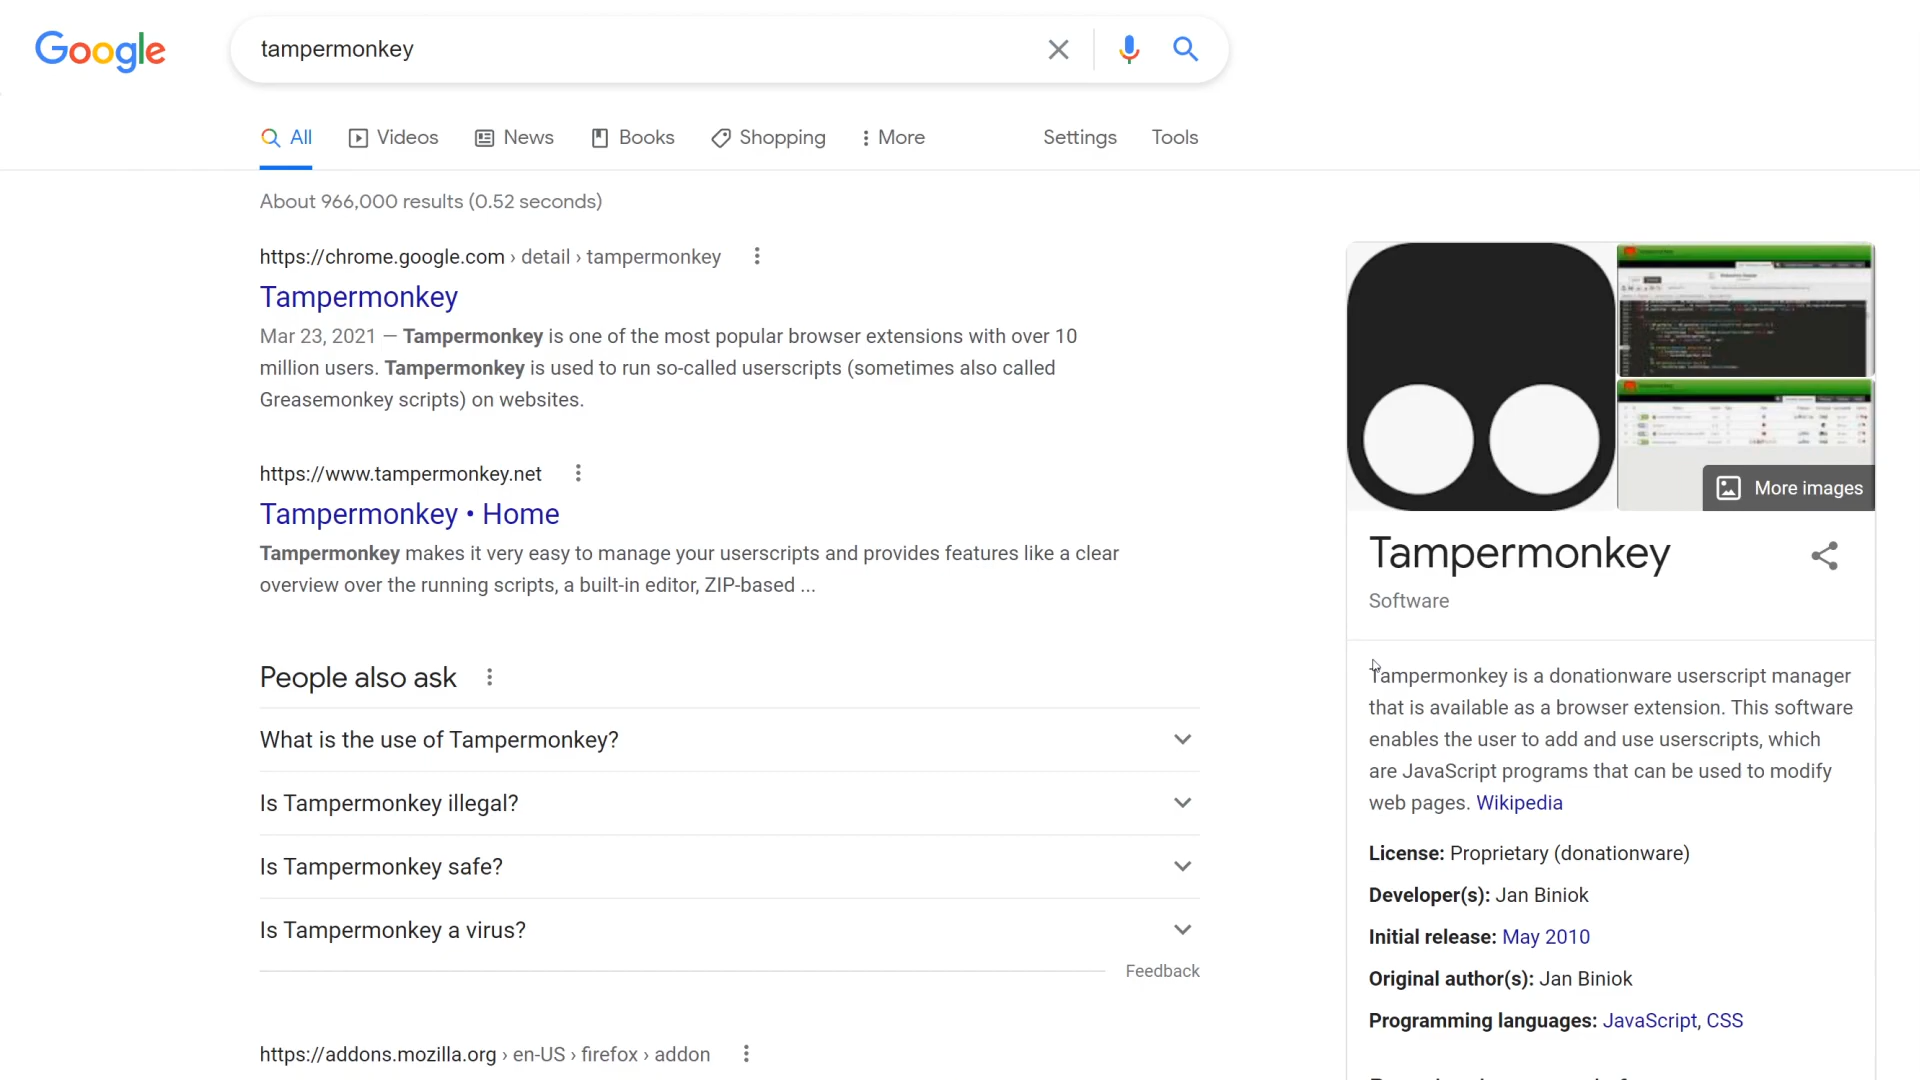 Google
tampermonkey
All
Videos
News
Books
Shopping
More
Settings
Tools
About 966,000 results (0.52 seconds)
https://chrome.google.com › detail › tampermonkey
Tampermonkey
Mar 23, 2021 — Tampermonkey is one of the most popular browser extensions with over 10
million users. Tampermonkey is used to run so-called userscripts (sometimes also called
Greasemonkey scripts) on websites.
https://www.tampermonkey.net
Tampermonkey • Home
Tampermonkey makes it very easy to manage your userscripts and provides features like a clear
overview over the running scripts, a built-in editor, ZIP-based ...
People also ask
What is the use of Tampermonkey?
Is Tampermonkey illegal?
Is Tampermonkey safe?
Is Tampermonkey a virus?
Feedback
https://addons.mozilla.org › en-US › firefox › addon
More images
Tampermonkey
Software
Tampermonkey is a donationware userscript manager
that is available as a browser extension. This software
enables the user to add and use userscripts, which
are JavaScript programs that can be used to modify
web pages. Wikipedia
License: Proprietary (donationware)
Developer(s): Jan Biniok
Initial release: May 2010
Original author(s): Jan Biniok
Programming languages: JavaScript, CSS